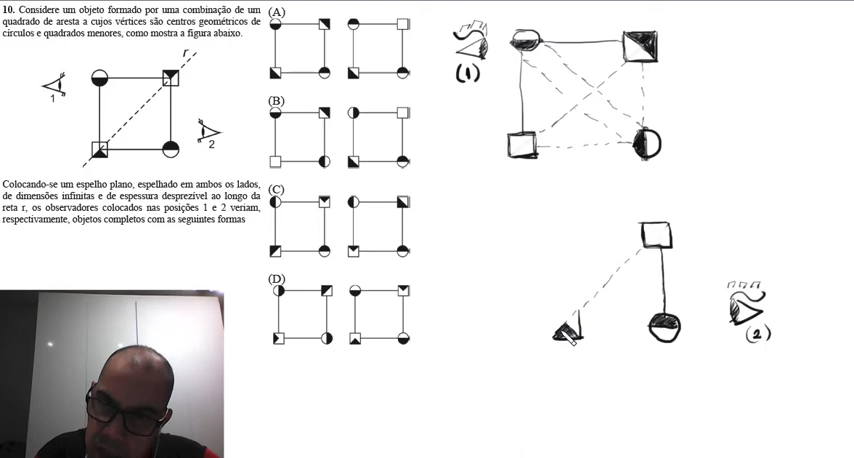 10. Considere um objeto formado por uma combinação de um
quadrado de aresta a cujos vértices são centros geométricos de
círculos e quadrados menores, como mostra a figura abaixo.
r
1
2
Colocando-se um espelho plano, espelhado em ambos os lados,
de dimensões infinitas e de espessura desprezível ao longo da
reta r, os observadores colocados nas posições 1 e 2 veriam,
respectivamente, objetos completos com as seguintes formas
(A)
(B)
(C)
(D)
(1)
(2)